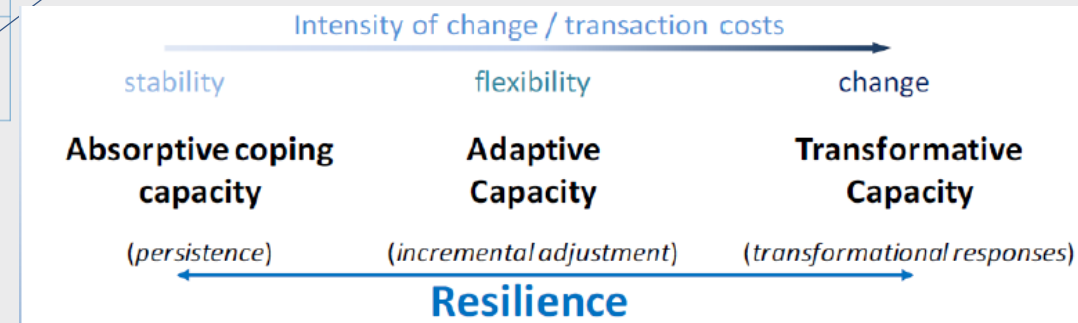 Intensity of change / transaction costs
stability flexibility change
Absorptive coping Adaptive Transformative
capacity Capacity Capacity
(persistence) (incremental adjustment) (transformational responses)
Resilience